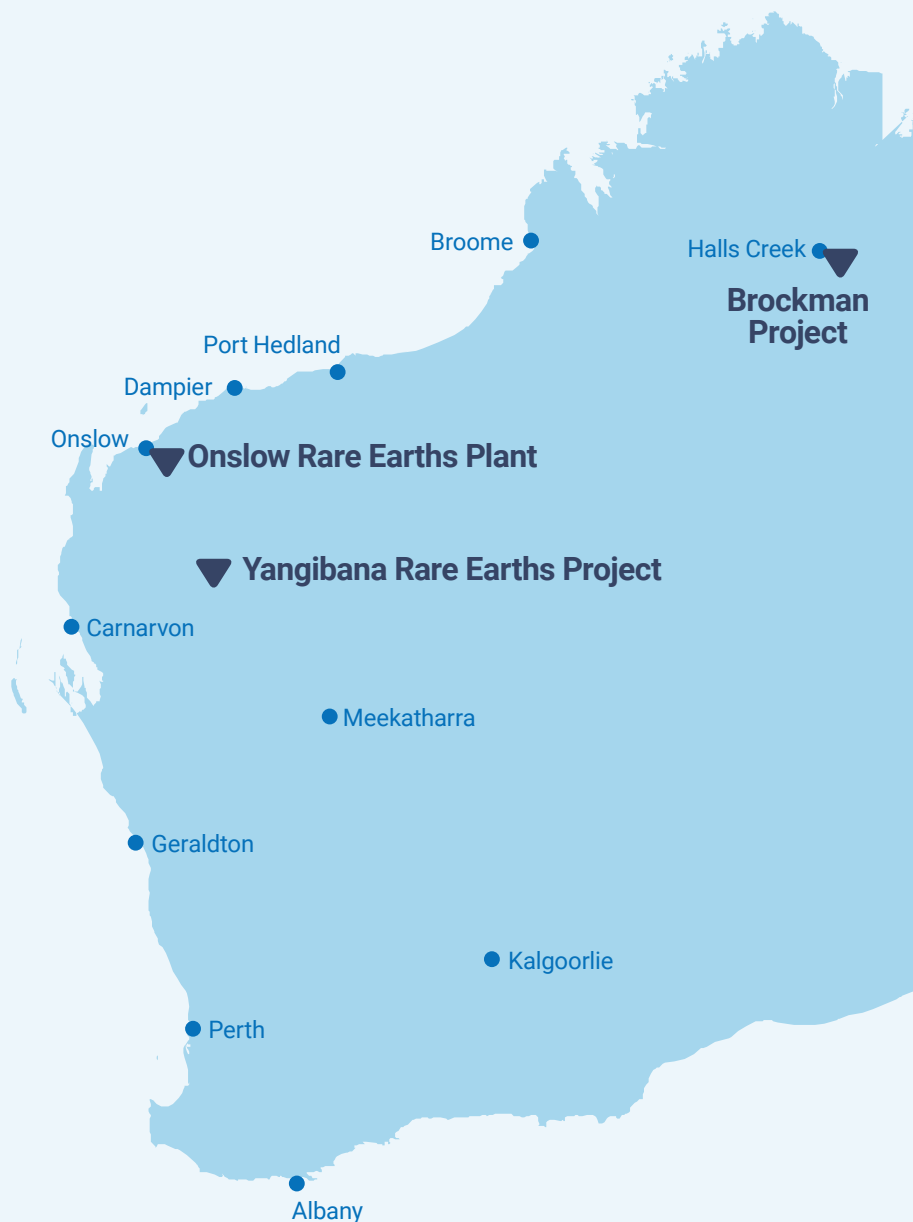 Broome
Halls Creek
Brockman
Project
Port Hedland
Dampier
Onslow
Onslow Rare Earths Plant
Yangibana Rare Earths Project
Carnarvon
Meekatharra
Geraldton
Kalgoorlie
Perth
Albany